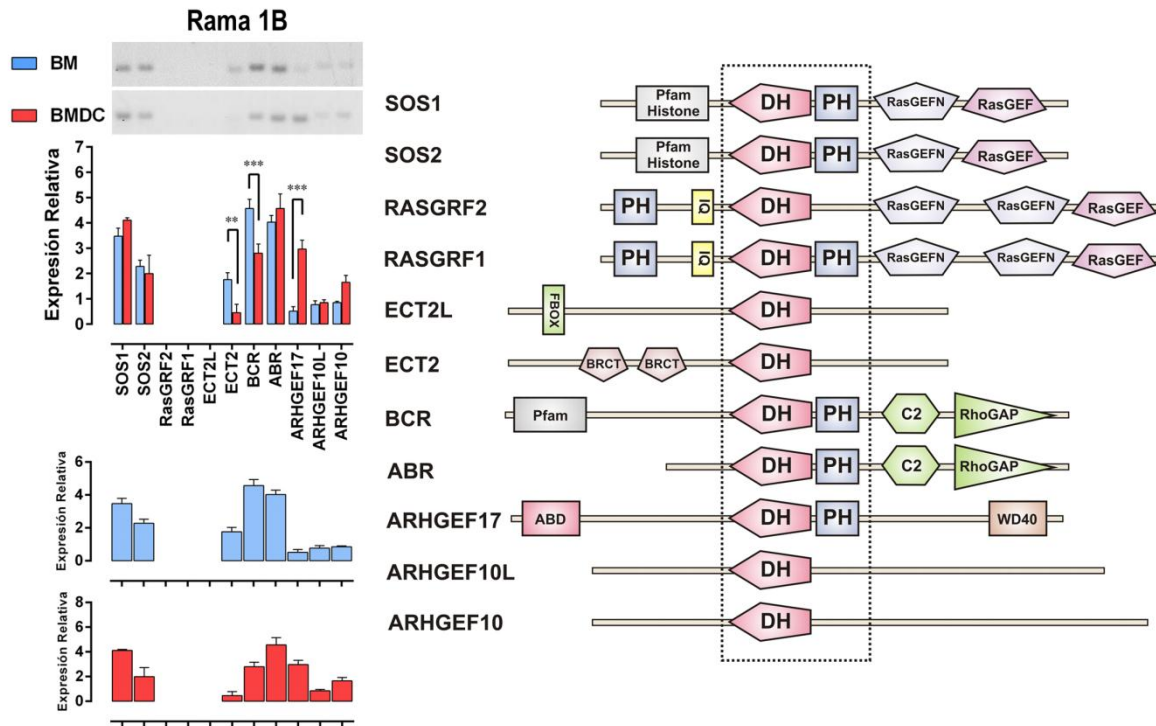 Rama 1B
BM
BMDC
Expresión Relativa
7
6
5
4
3
2
1
0
**
***
***
SOS1
SOS2
RasGRF2
RasGRF1
ECT2L
ECT2
BCR
ABR
ARHGEF17
ARHGEF10L
ARHGEF10
Expresión Relativa
6
4
2
0
Expresión Relativa
8
6
4
2
0
SOS1
Pfam
Histone
DH
PH
RasGEFN
RasGEF
SOS2
Pfam
Histone
DH
PH
RasGEFN
RasGEF
RASGRF2
PH
IQ
DH
RasGEFN
RasGEFN
RasGEF
RASGRF1
PH
IQ
DH
PH
RasGEFN
RasGEFN
RasGEF
ECT2L
FBOX
DH
ECT2
BRCT
BRCT
DH
BCR
Pfam
DH
PH
C2
RhoGAP
ABR
DH
PH
C2
RhoGAP
ARHGEF17
ABD
DH
PH
WD40
ARHGEF10L
DH
ARHGEF10
DH